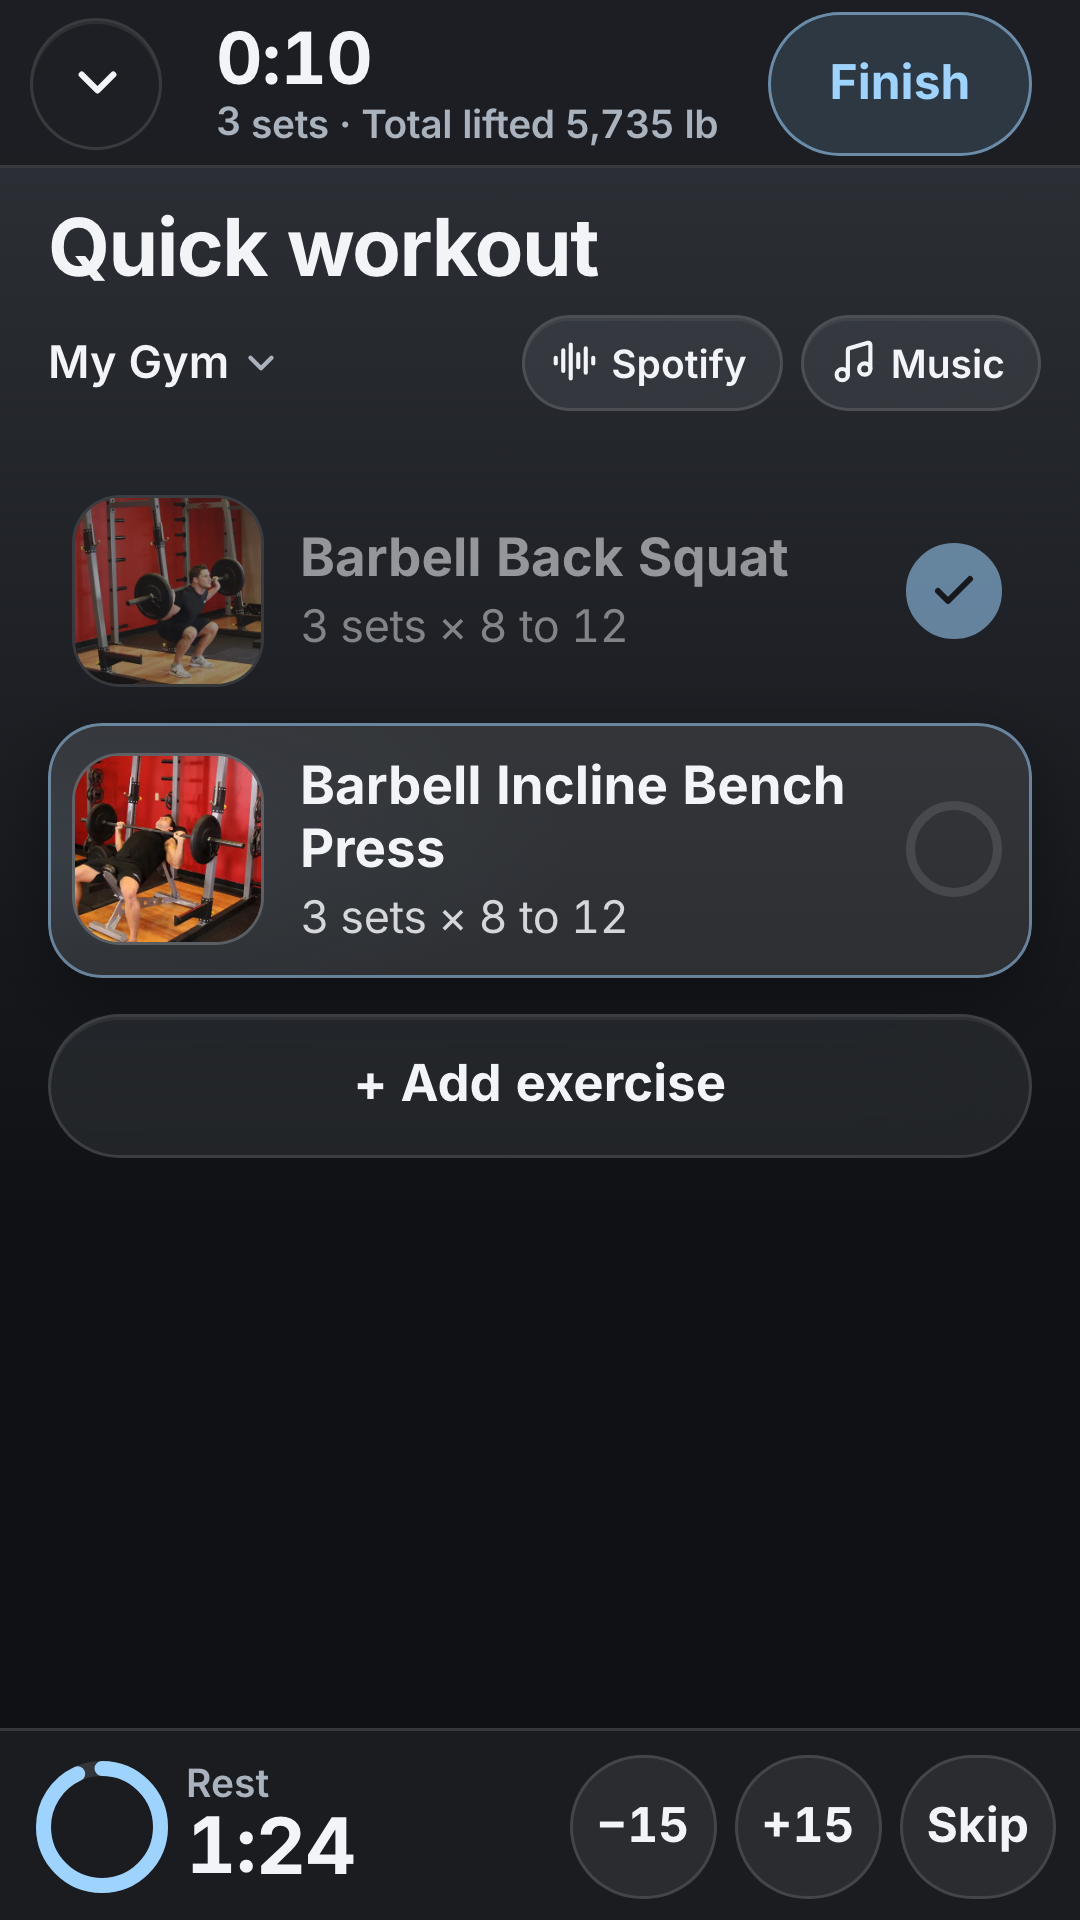 0:10
3 sets · Total lifted 5,735 lb
Finish
Quick workout
My Gym
Spotify
Music
Barbell Back Squat
3 sets × 8 to 12
Barbell Incline Bench
Press
3 sets × 8 to 12
+ Add exercise
Rest
1:24
−15
+15
Skip